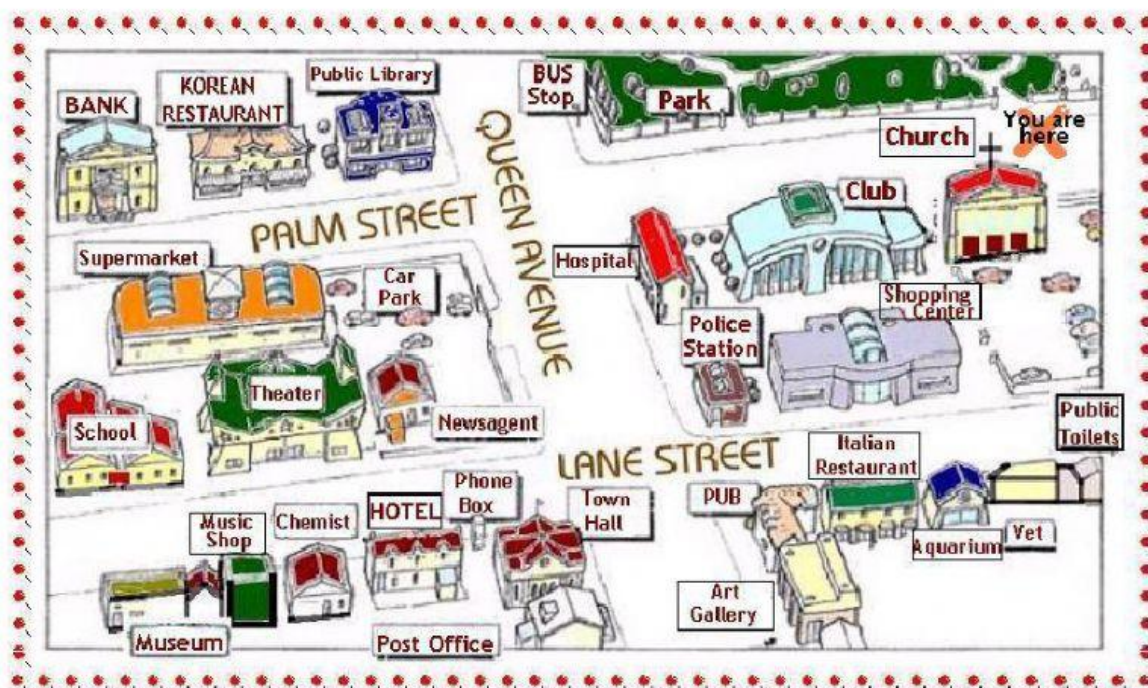 BANK
KOREAN
RESTAURANT
Public Library
BUS
Stop
Park
Church
You are
here
QUEEN AVENUE
PALM STREET
Club
Supermarket
Car
Park
Hospital
Shopping
Center
Police
Station
Theater
School
Newsagent
Public
Toilets
LANE STREET
Italian
Restaurant
Phone
Box
Town
Hall
PUB
Music
Shop
Chemist
HOTEL
Aquarium
Vet
Art
Gallery
Museum
Post Office